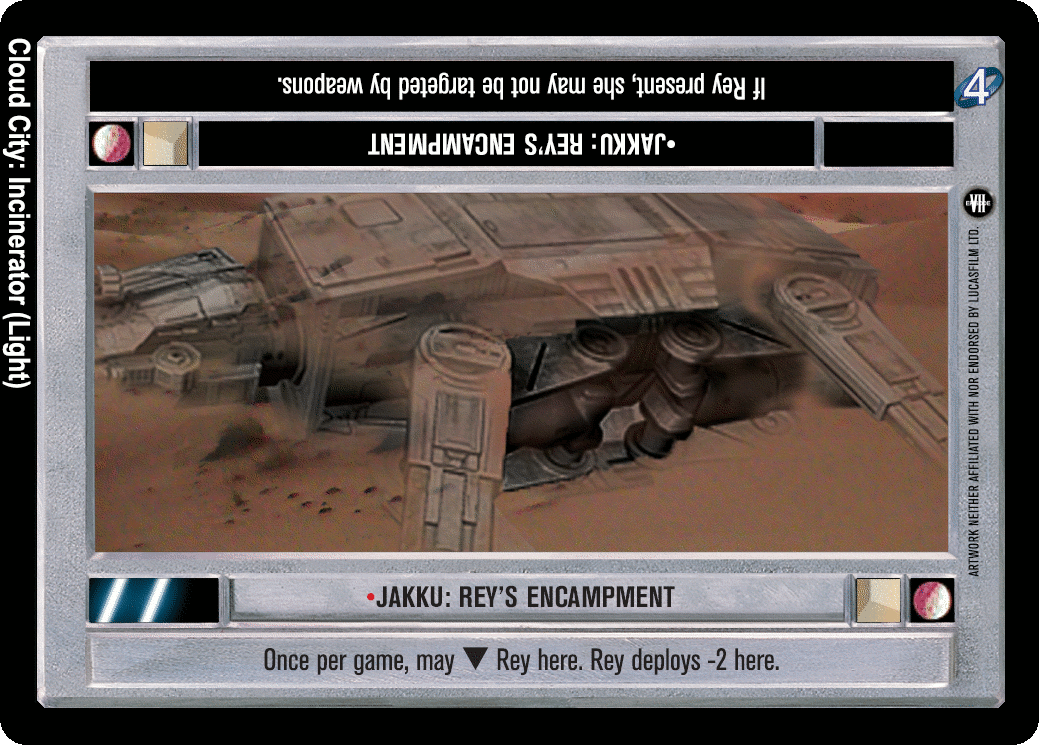 Cloud City: Incinerator (Light)
If Rey present, she may not be targeted by weapons.
4
•JAKKU: REY'S ENCAMPMENT
EPISODE
VII
ARTWORK NEITHER AFFILIATED WITH NOR ENDORSED BY LUCASFILM LTD.
•JAKKU: REY'S ENCAMPMENT
Once per game, may ▼ Rey here. Rey deploys -2 here.